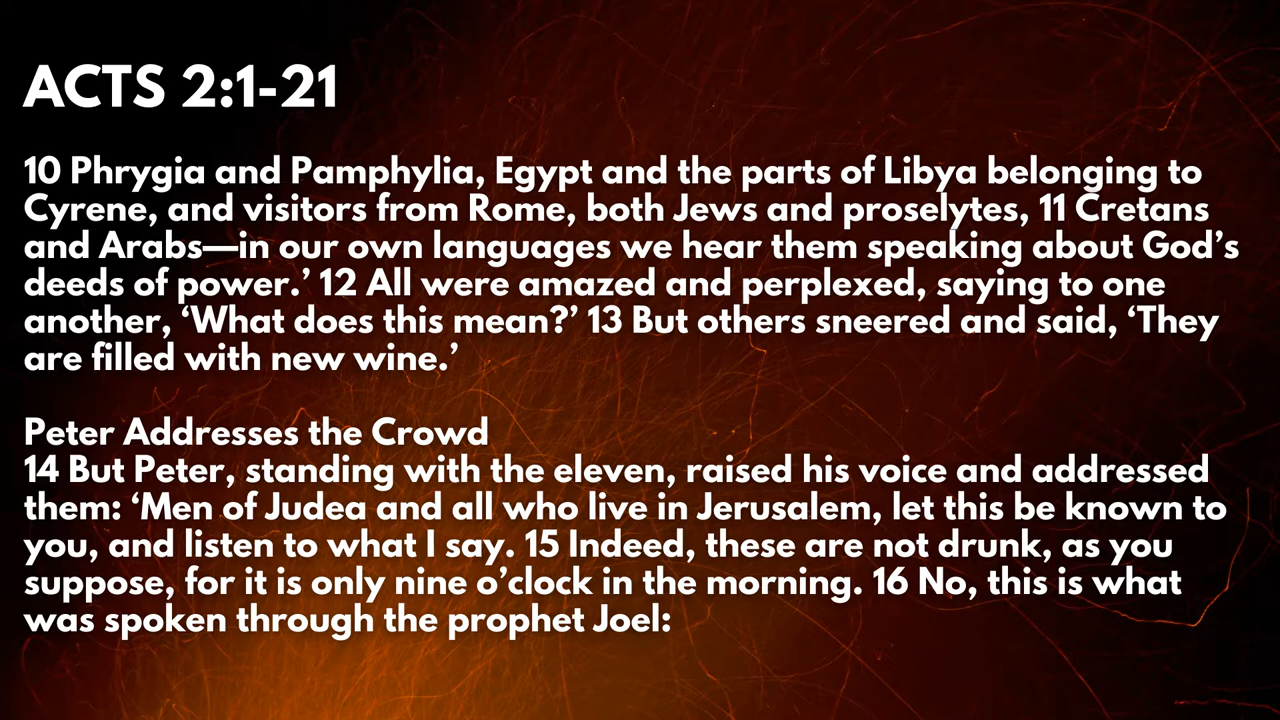 ACTS 2:1-21
10 Phrygia and Pamphylia, Egypt and the parts of Libya belonging to
Cyrene, and visitors from Rome, both Jews and proselytes, 11 Cretans
and Arabs—in our own languages we hear them speaking about God’s
deeds of power.’ 12 All were amazed and perplexed, saying to one
another, ‘What does this mean?’ 13 But others sneered and said, ‘They
are filled with new wine.’
Peter Addresses the Crowd
14 But Peter, standing with the eleven, raised his voice and addressed
them: ‘Men of Judea and all who live in Jerusalem, let this be known to
you, and listen to what I say. 15 Indeed, these are not drunk, as you
suppose, for it is only nine o’clock in the morning. 16 No, this is what
was spoken through the prophet Joel: